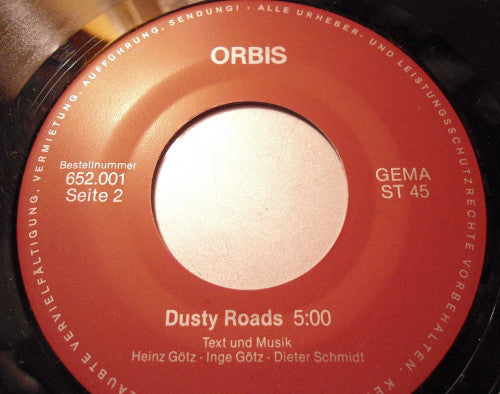 LAUBTE VERVIELFÄLTIGUNG, VERMIETUNG, AUFFÜHRUNG, SENDUNG! - ALLE URHEBER- UND LEISTUNGSSCHUTZRECHTE VORBEHALTEN.
ORBIS
Bestellnummer
652.001
Seite 2
GEMA
ST 45
Dusty Roads 5:00
Text und Musik
Heinz Götz - Inge Götz - Dieter Schmidt